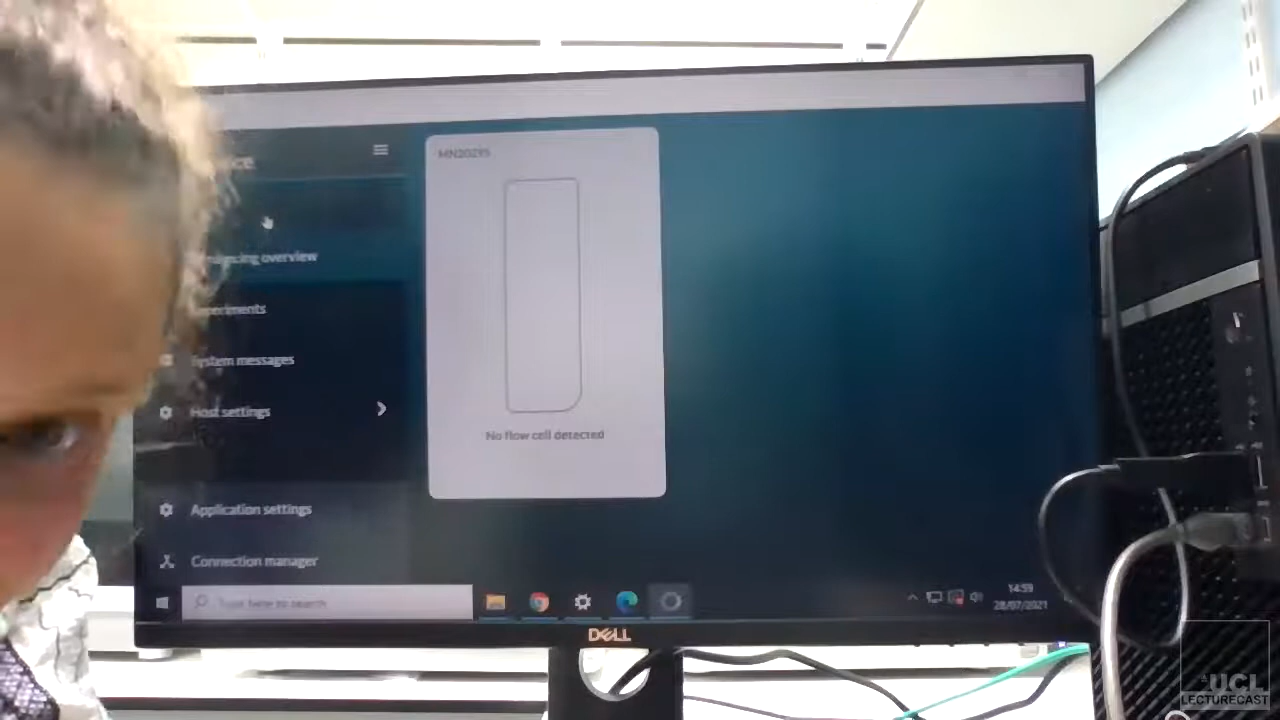 MN20295
overview
System messages
Host settings
No flow cell detected
Application settings
Connection manager
Type here to search
14:59
28/07/2021
DELL
A UCL
LECTURECAST